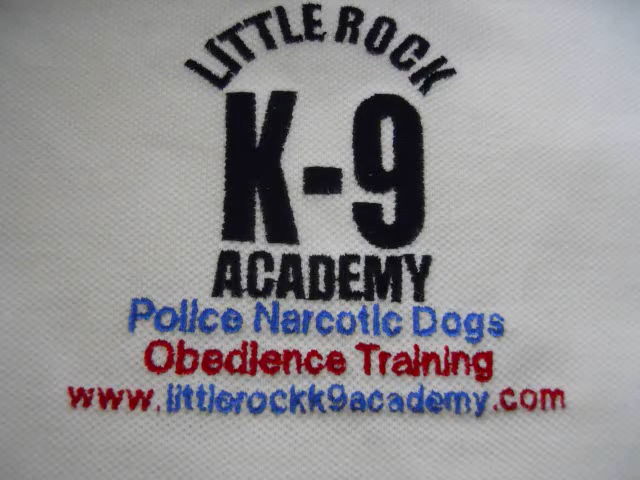 LITTLE ROCK
K-9
ACADEMY
Police Narcotic Dogs
Obedience Training
www.littlerockk9academy.com